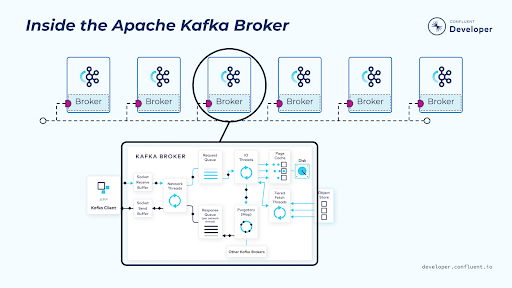 Inside the Apache Kafka Broker
CONFLUENT
Developer
Broker
Broker
Broker
Broker
Broker
Broker
KAFKA BROKER
Request
Queue
IO
Threads
Page
Cache
Disk
Socket
Receive
Buffer
Network
Threads
Kafka Client
Socket
Send
Buffer
Response
Queue
Purgatory
(Map)
Tiered
Fetch
Threads
Object
Store
Other Kafka Brokers
developer.confluent.io